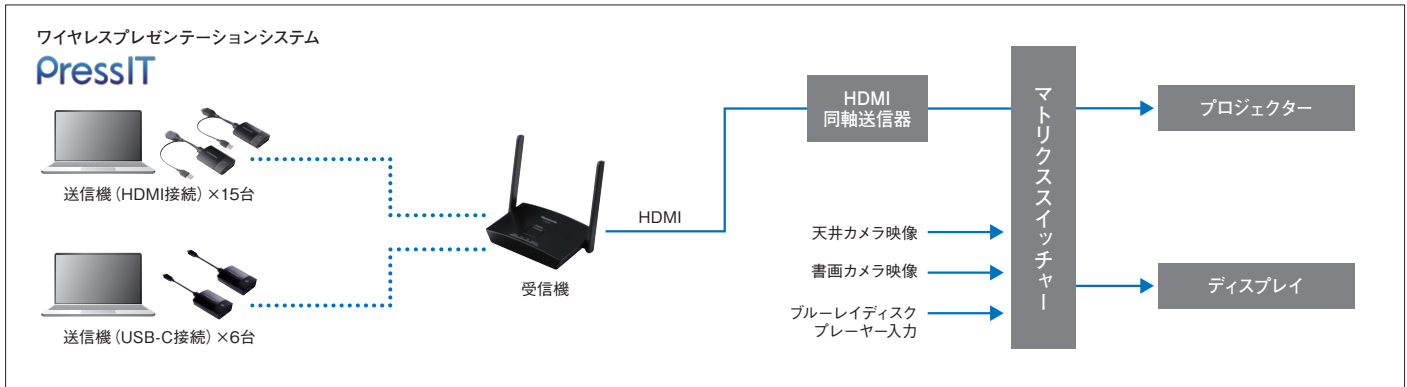 ワイヤレスプレゼンテーションシステム
PressIT
送信機（HDMI接続）×15台
送信機（USB-C接続）×6台
受信機
HDMI
HDMI
同軸送信器
天井カメラ映像
書画カメラ映像
ブルーレイディスク
プレーヤー入力
マトリクススイッチャー
プロジェクター
ディスプレイ